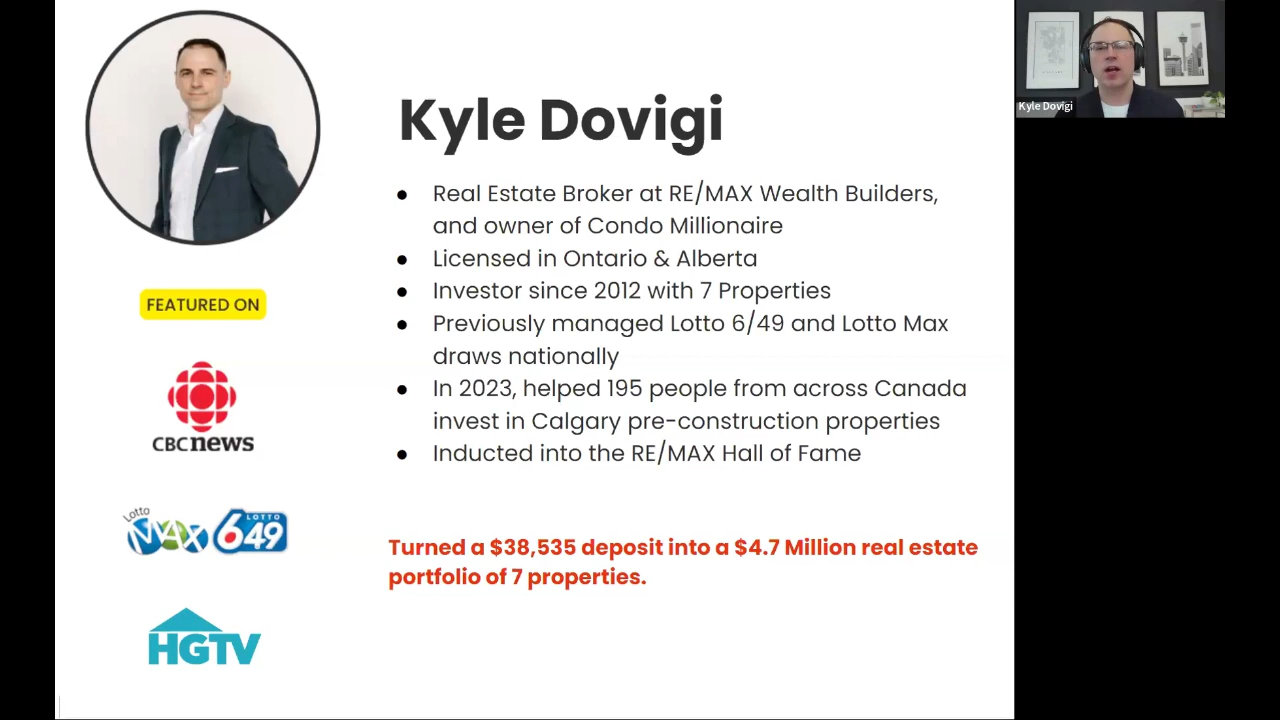 Kyle Dovigi
Kyle Dovigi
● Real Estate Broker at RE/MAX Wealth Builders,
and owner of Condo Millionaire
● Licensed in Ontario & Alberta
● Investor since 2012 with 7 Properties
● Previously managed Lotto 6/49 and Lotto Max
draws nationally
● In 2023, helped 195 people from across Canada
invest in Calgary pre-construction properties
● Inducted into the RE/MAX Hall of Fame
Turned a $38,535 deposit into a $4.7 Million real estate
portfolio of 7 properties.
FEATURED ON
CBC news
Lotto
MAX
LOTTO
649
HGTV